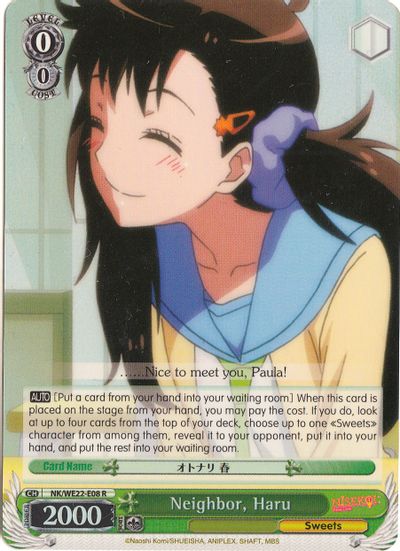 LEVEL
0
0
COST
......Nice to meet you, Paula!
AUTO [Put a card from your hand into your waiting room] When this card is
placed on the stage from your hand, you may pay the cost. If you do, look
at up to four cards from the top of your deck, choose up to one «Sweets»
character from among them, reveal it to your opponent, put it into your
hand, and put the rest into your waiting room.
Card Name オトナリ 春
CH NK/WE22-E08 R
2000
Neighbor, Haru
NISEKOI
Sweets
©Naoshi Komi/SHUEISHA, ANIPLEX, SHAFT, MBS